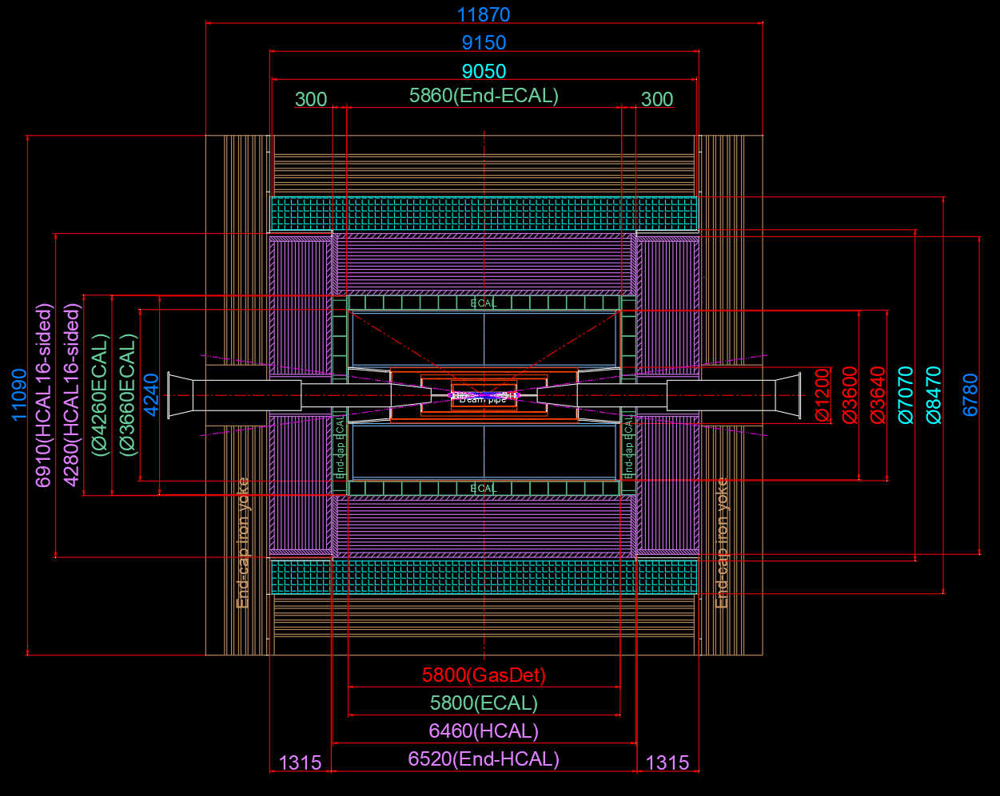 11870
9150
9050
5860(End-ECAL)
300
300
ECAL
Beam pipe
ECAL
End-cap ECAL
End-cap ECAL
End-cap iron yoke
End-cap iron yoke
11090
6910(HCAL16-sided)
4280(HCAL16-sided)
(Ø4260ECAL)
(Ø3660ECAL)
4240
Ø1200
Ø3600
Ø3640
Ø7070
Ø8470
6780
5800(GasDet)
5800(ECAL)
6460(HCAL)
6520(End-HCAL)
1315
1315